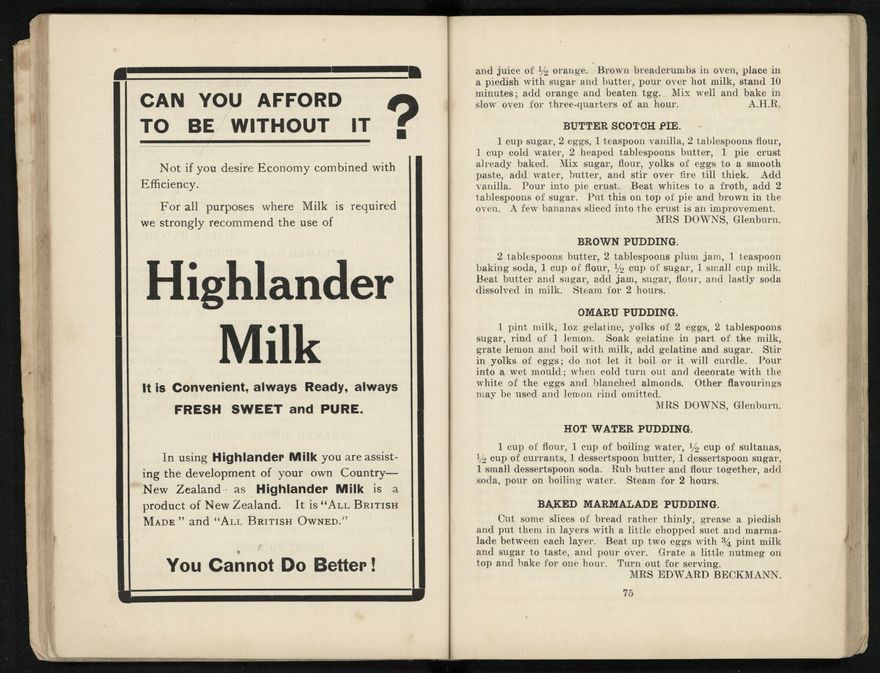 CAN YOU AFFORD
TO BE WITHOUT IT ?
Not if you desire Economy combined with
Efficiency.
For all purposes where Milk is required
we strongly recommend the use of
Highlander
Milk
It is Convenient, always Ready, always
FRESH SWEET and PURE.
In using Highlander Milk you are assist-
ing the development of your own Country—
New Zealand - as Highlander Milk is a
product of New Zealand. It is "ALL BRITISH
MADE" and "ALL BRITISH OWNED."
You Cannot Do Better!
and juice of ½ orange. Brown breadcrumbs in oven, place in
a piedish with sugar and butter, pour over hot milk, stand 10
minutes; add orange and beaten tgg. Mix well and bake in
slow oven for three-quarters of an hour. A.H.R.
BUTTER SCOTCH PIE.
1 cup sugar, 2 eggs, 1 teaspoon vanilla, 2 tablespoons flour,
1 cup cold water, 2 heaped tablespoons butter, 1 pie crust
already baked. Mix sugar, flour, yolks of eggs to a smooth
paste, add water, butter, and stir over fire till thick. Add
vanilla. Pour into pie crust. Beat whites to a froth, add 2
tablespoons of sugar. Put this on top of pie and brown in the
oven. A few bananas sliced into the crust is an improvement.
MRS DOWNS, Glenburn.
BROWN PUDDING.
2 tablespoons butter, 2 tablespoons plum jam, 1 teaspoon
baking soda, 1 cup of flour, ½ cup of sugar, 1 small cup milk.
Beat butter and sugar, add jam, sugar, flour, and lastly soda
dissolved in milk. Steam for 2 hours.
OMARU PUDDING.
1 pint milk, 1oz gelatine, yolks of 2 eggs, 2 tablespoons
sugar, rind of 1 lemon. Soak gelatine in part of the milk,
grate lemon and boil with milk, add gelatine and sugar. Stir
in yolks of eggs; do not let it boil or it will curdle. Pour
into a wet mould; when cold turn out and decorate with the
white of the eggs and blanched almonds. Other flavourings
may be used and lemon rind omitted.
MRS DOWNS, Glenburn.
HOT WATER PUDDING.
1 cup of flour, 1 cup of boiling water, ½ cup of sultanas,
½ cup of currants, 1 dessertspoon butter, 1 dessertspoon sugar,
1 small dessertspoon soda. Rub butter and flour together, add
soda, pour on boiling water. Steam for 2 hours.
BAKED MARMALADE PUDDING.
Cut some slices of bread rather thinly, grease a piedish
and put them in layers with a little chopped suet and marma-
lade between each layer. Beat up two eggs with ¾ pint milk
and sugar to taste, and pour over. Grate a little nutmeg on
top and bake for one hour. Turn out for serving.
MRS EDWARD BECKMANN.
75